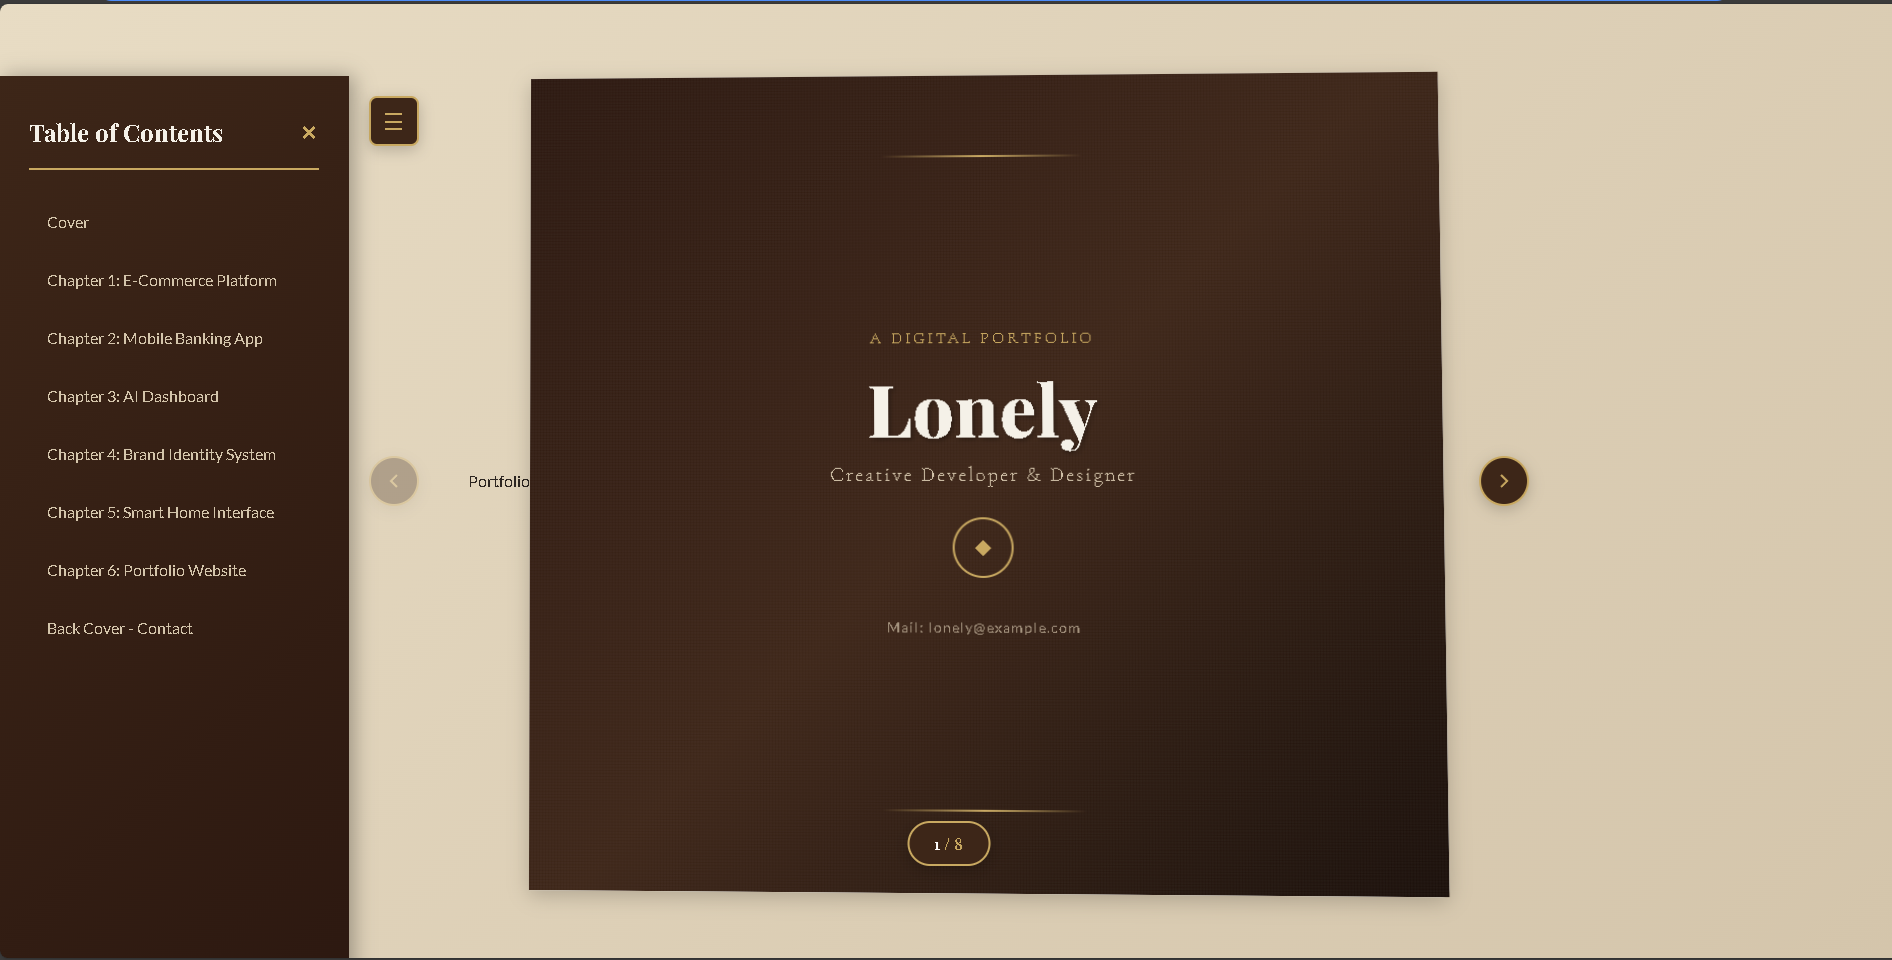 Table of Contents
Cover
Chapter 1: E-Commerce Platform
Chapter 2: Mobile Banking App
Chapter 3: AI Dashboard
Chapter 4: Brand Identity System
Chapter 5: Smart Home Interface
Chapter 6: Portfolio Website
Back Cover - Contact
Portfolio
A DIGITAL PORTFOLIO
Lonely
Creative Developer & Designer
Mail: lonely@example.com
1 / 8